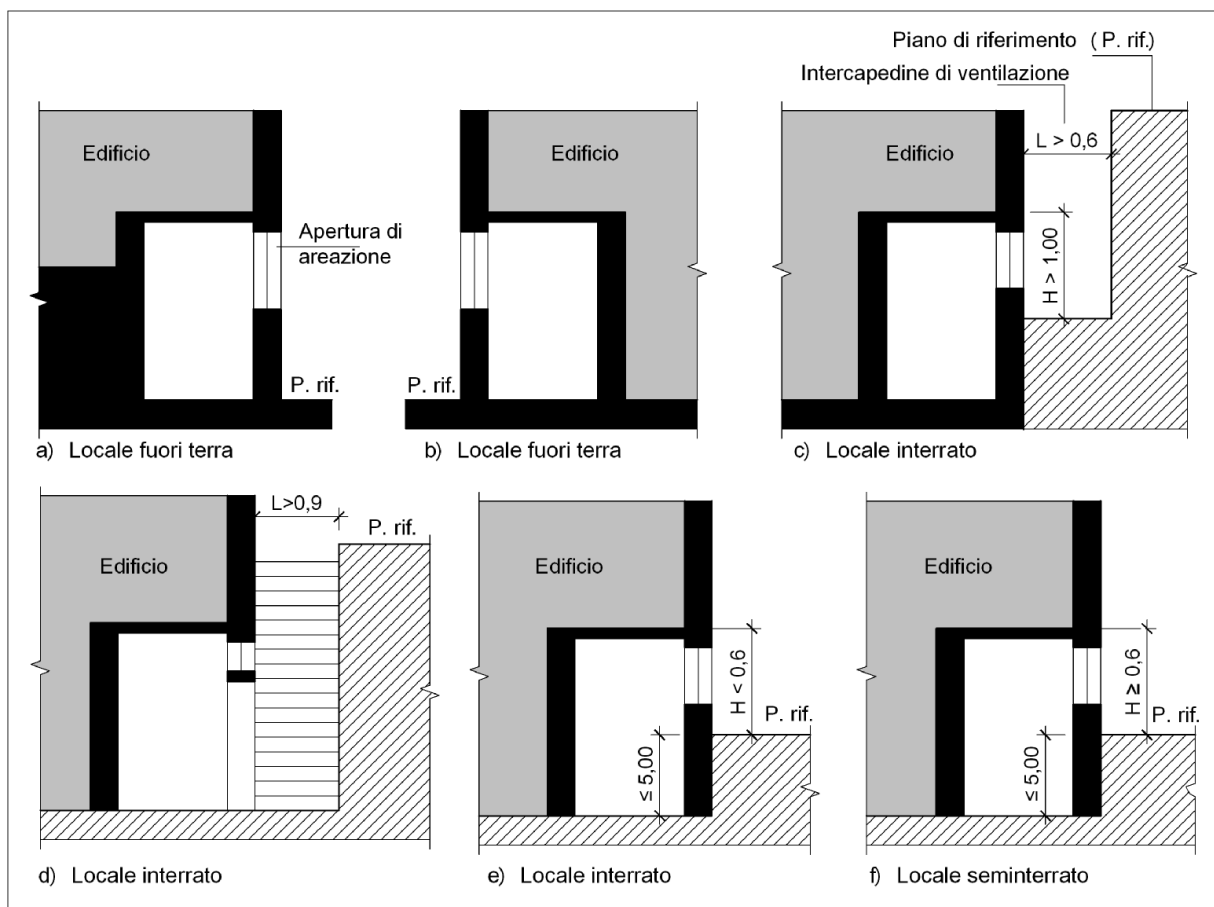 Piano di riferimento ( P. rif.)
Intercapedine di ventilazione
Edificio
Apertura di
areazione
P. rif.
a) Locale fuori terra
Edificio
P. rif.
b) Locale fuori terra
L > 0,6
Edificio
H > 1,00
c) Locale interrato
L>0,9
P. rif.
Edificio
d) Locale interrato
Edificio
H < 0,6
P. rif.
≤ 5,00
e) Locale interrato
Edificio
H ≥ 0,6
P. rif.
≤ 5,00
f) Locale seminterrato